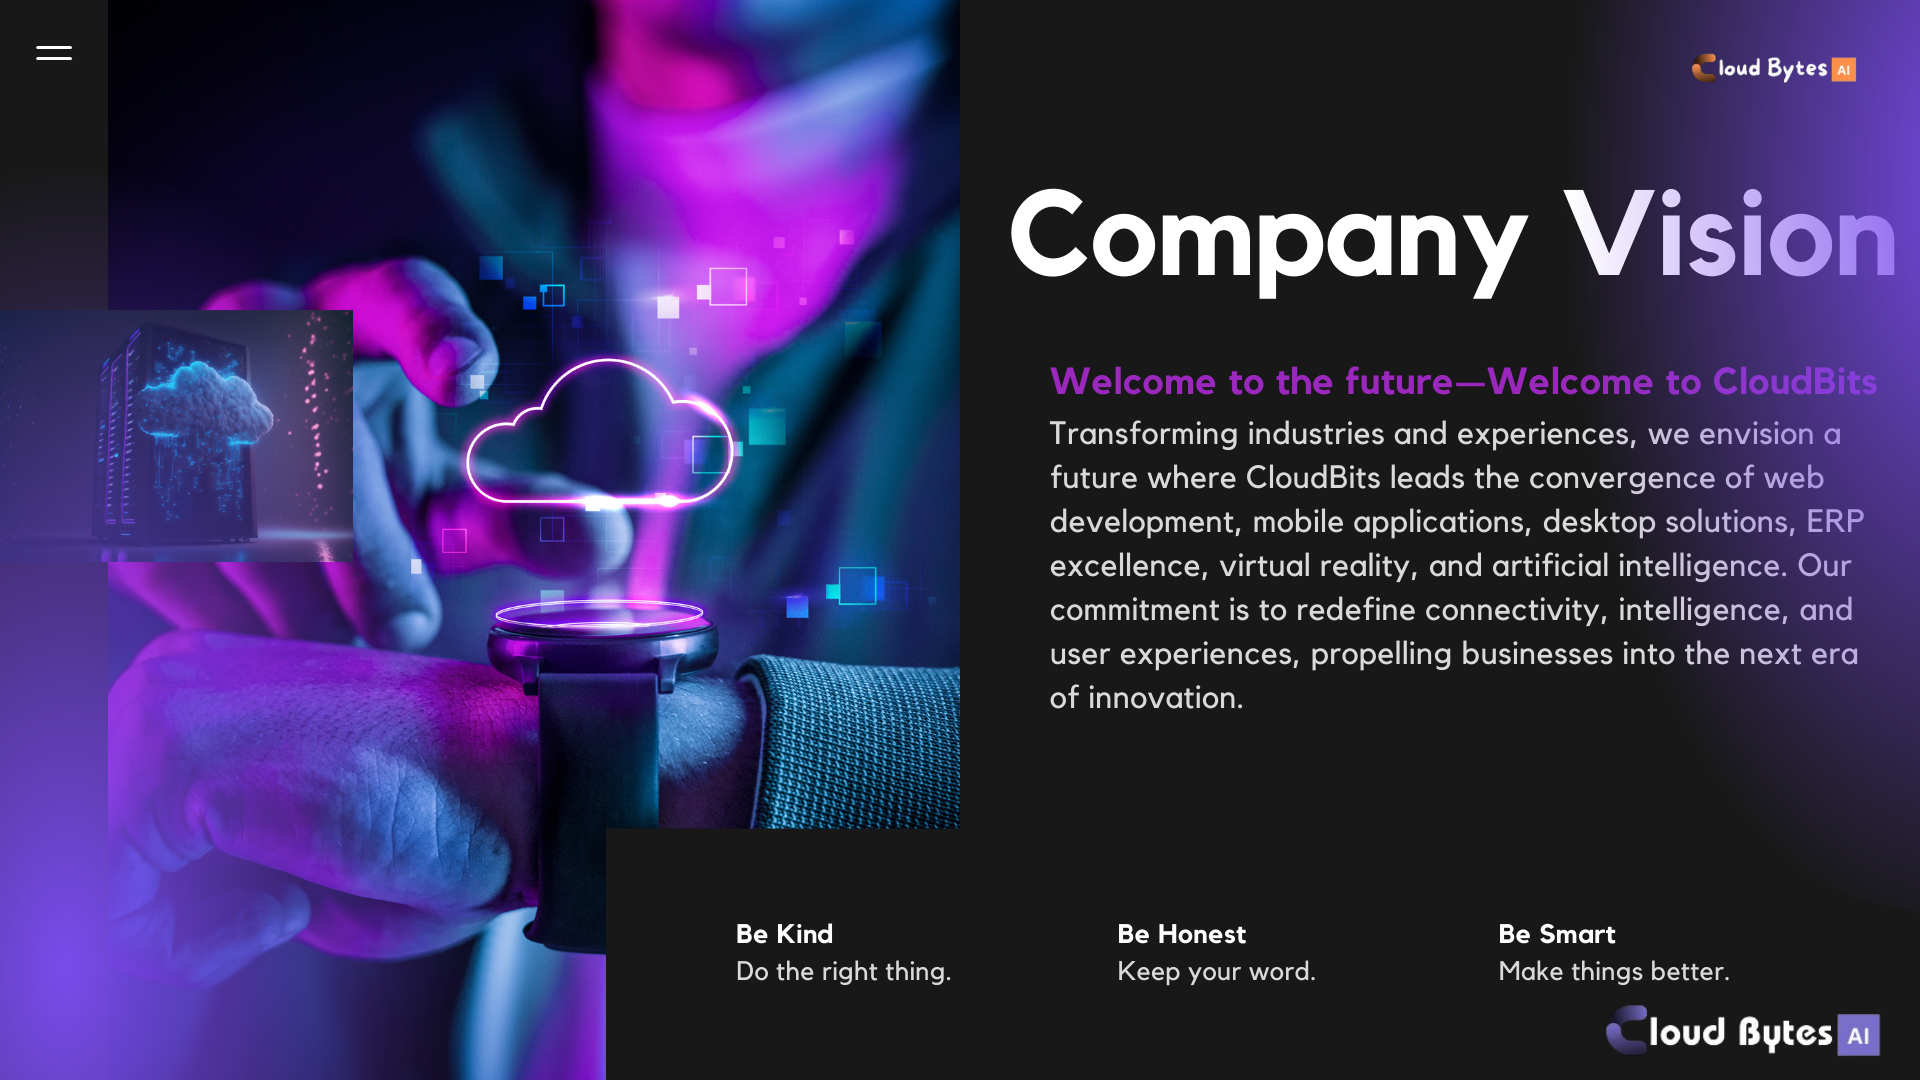 Cloud Bytes AI
Company Vision
Welcome to the future—Welcome to CloudBits
Transforming industries and experiences, we envision a
future where CloudBits leads the convergence of web
development, mobile applications, desktop solutions, ERP
excellence, virtual reality, and artificial intelligence. Our
commitment is to redefine connectivity, intelligence, and
user experiences, propelling businesses into the next era
of innovation.
Be Kind
Do the right thing.
Be Honest
Keep your word.
Be Smart
Make things better.
Cloud Bytes AI